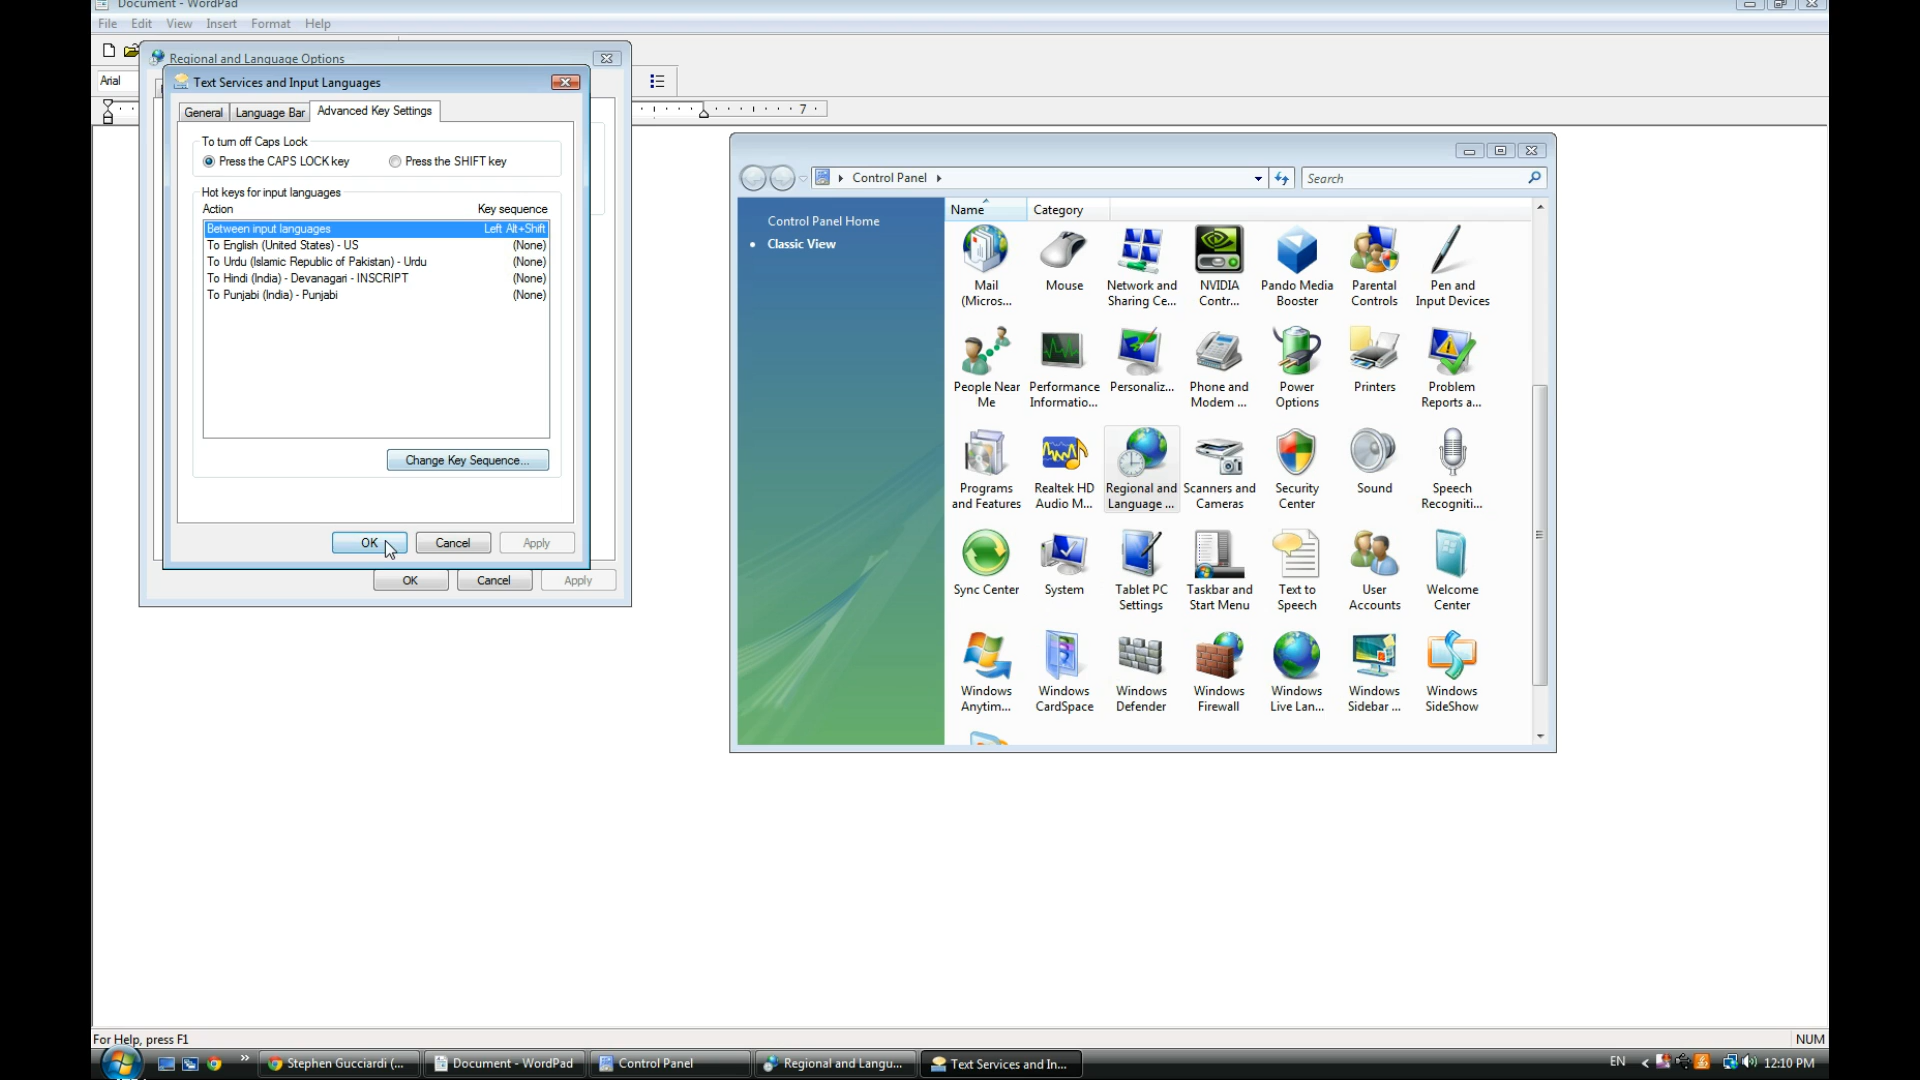 Document - WordPad
File Edit View Insert Format Help
Arial
7
Regional and Language Options
Text Services and Input Languages
General Language Bar Advanced Key Settings
To turn off Caps Lock
Press the CAPS LOCK key Press the SHIFT key
Hot keys for input languages
Action Key sequence
Between input languages Left Alt+Shift
To English (United States) - US (None)
To Urdu (Islamic Republic of Pakistan) - Urdu (None)
To Hindi (India) - Devanagari - INSCRIPT (None)
To Punjabi (India) - Punjabi (None)
Change Key Sequence...
OK Cancel Apply
OK Cancel Apply
Control Panel Search
Control Panel Home
Classic View
Name Category
Mail (Micros...
Mouse
Network and Sharing Ce...
NVIDIA Contr...
Pando Media Booster
Parental Controls
Pen and Input Devices
People Near Me
Performance Informatio...
Personaliz...
Phone and Modem ...
Power Options
Printers
Problem Reports a...
Programs and Features
Realtek HD Audio M...
Regional and Language ...
Scanners and Cameras
Security Center
Sound
Speech Recogniti...
Sync Center
System
Tablet PC Settings
Taskbar and Start Menu
Text to Speech
User Accounts
Welcome Center
Windows Anytim...
Windows CardSpace
Windows Defender
Windows Firewall
Windows Live Lan...
Windows Sidebar ...
Windows SideShow
For Help, press F1 NUM
Stephen Gucciardi (... Document - WordPad Control Panel Regional and Langu... Text Services and In... EN 12:10 PM